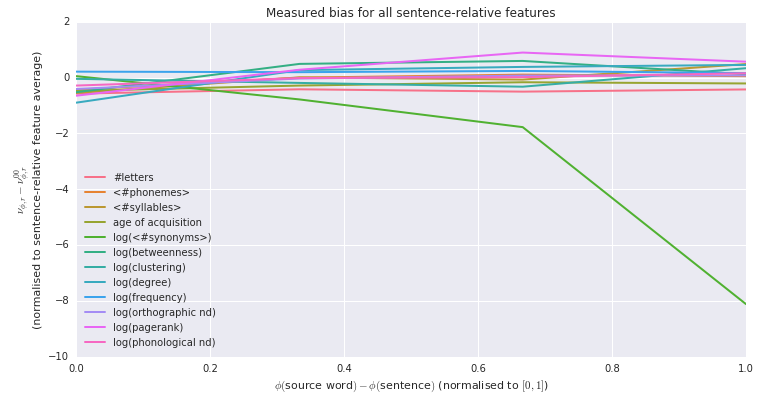 Measured bias for all sentence-relative features
2
0
−2
−4
−6
−8
−10
ν_{ϕ,r} − ν_{ϕ,r}^{00}
(normalised to sentence-relative feature average)
#letters
<#phonemes>
<#syllables>
age of acquisition
log(<#synonyms>)
log(betweenness)
log(clustering)
log(degree)
log(frequency)
log(orthographic nd)
log(pagerank)
log(phonological nd)
0.0 0.2 0.4 0.6 0.8 1.0
ϕ(source word) − ϕ(sentence) (normalised to [0, 1])